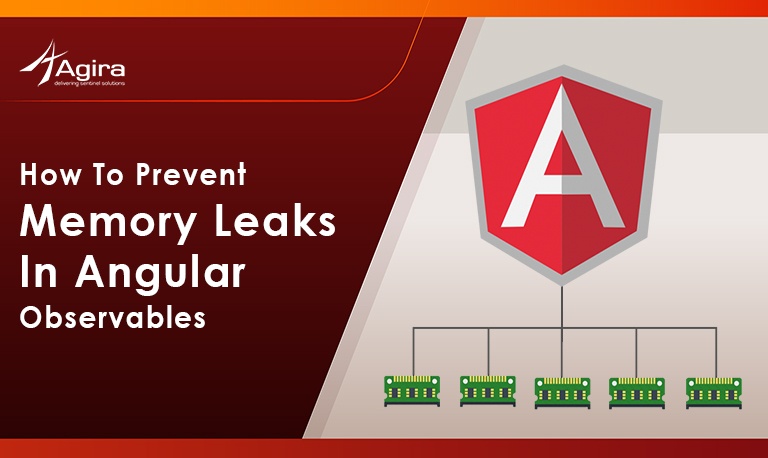 Agira
delivering sentinel solutions
How To Prevent
Memory Leaks
In Angular
Observables
A